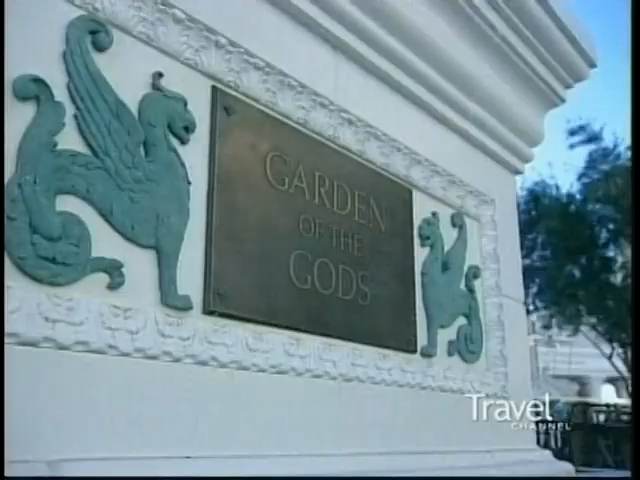 GARDEN
OF THE
GODS
Travel
CHANNEL